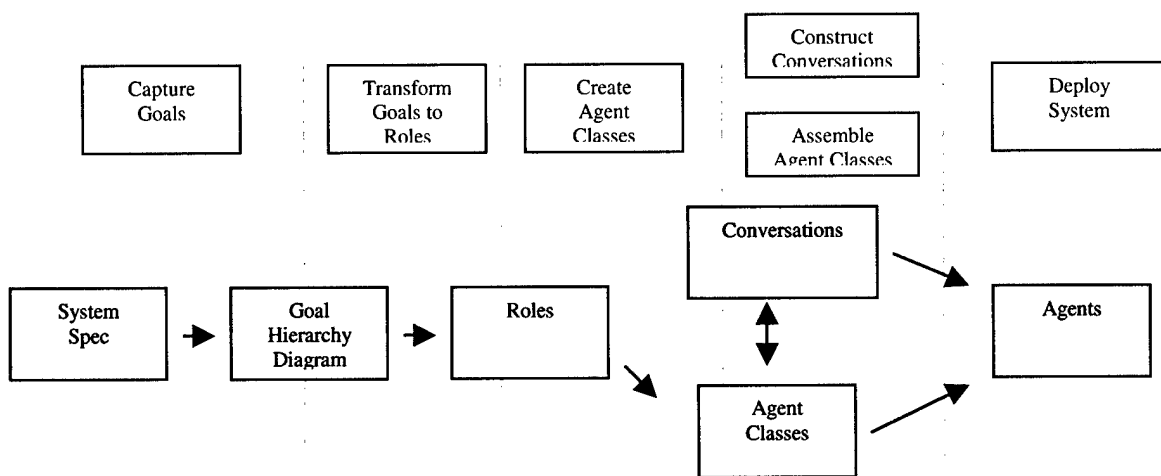 Capture
Goals
Transform
Goals to
Roles
Create
Agent
Classes
Construct
Conversations
Assemble
Agent Classes
Deploy
System
System
Spec
Goal
Hierarchy
Diagram
Roles
Conversations
Agent
Classes
Agents